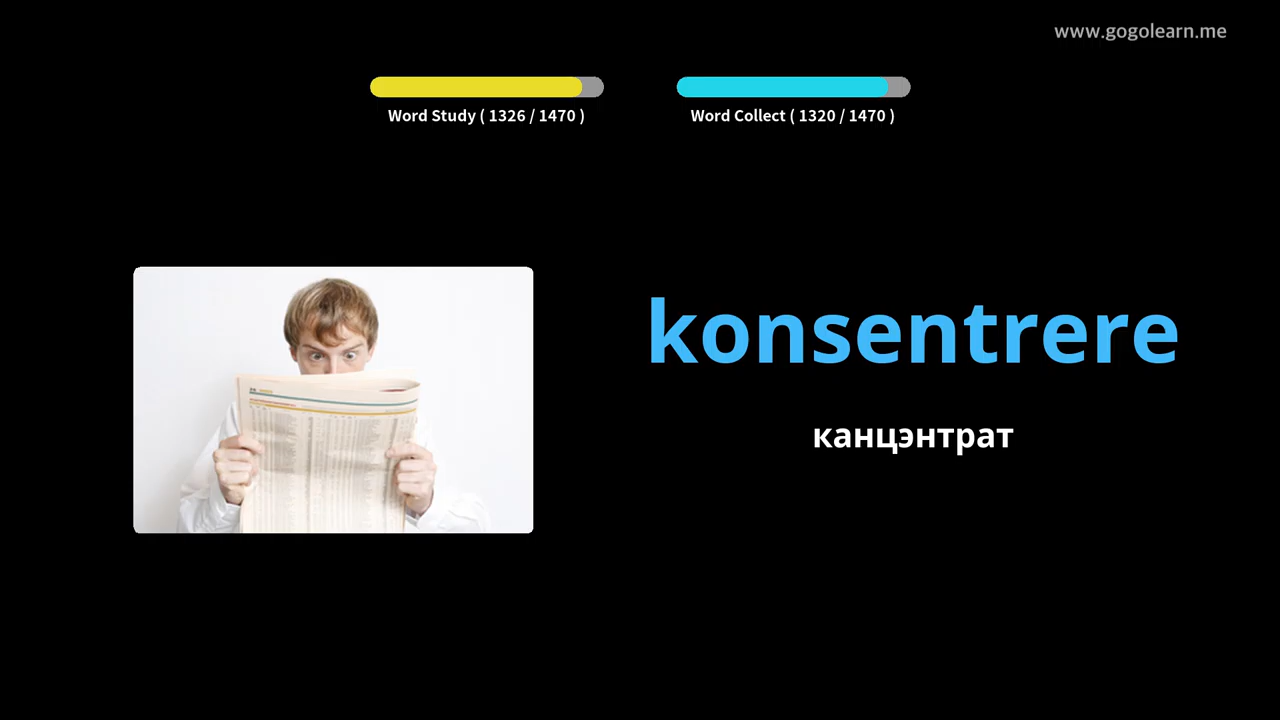 www.gogolearn.me
Word Study ( 1326 / 1470 )
Word Collect ( 1320 / 1470 )
konsentrere
канцэнтрат